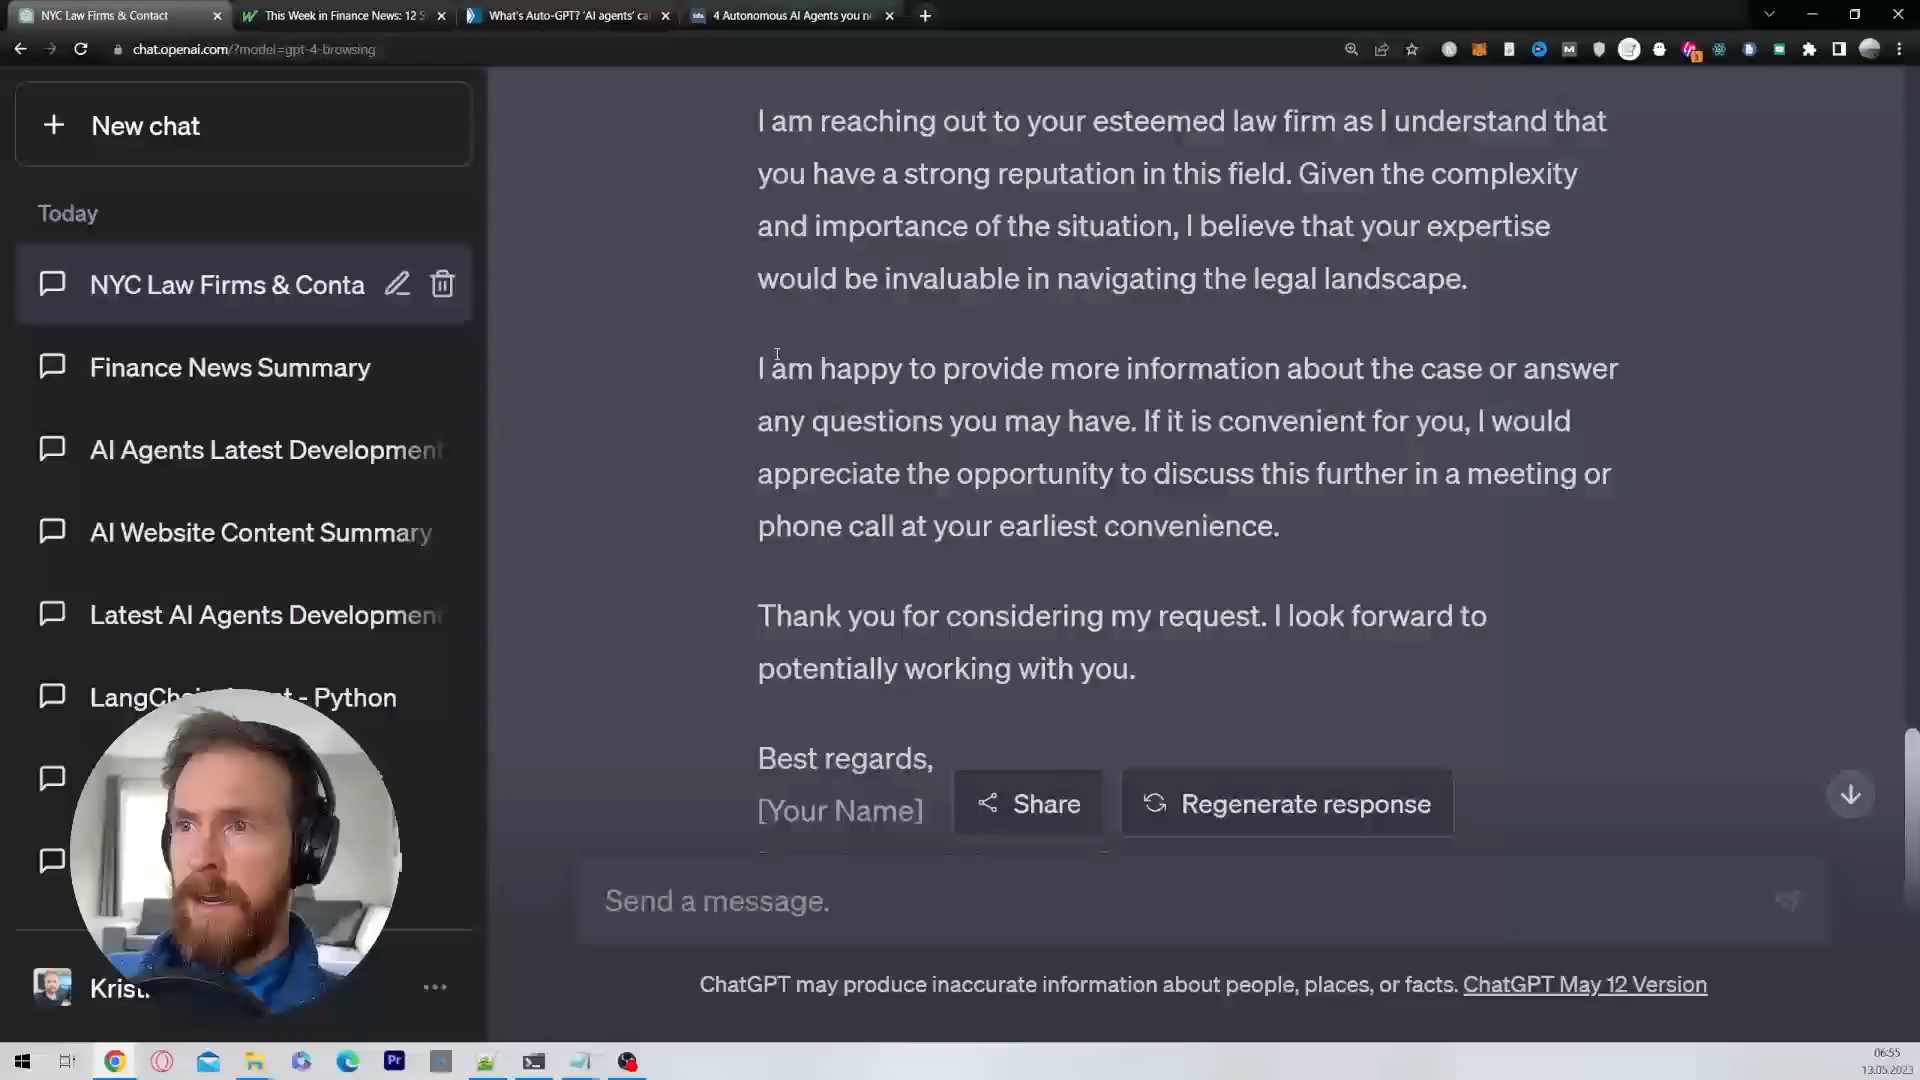 NYC Law Firms & Contact
This Week in Finance News: 12 S
What's Auto-GPT? 'AI agents' ca
4 Autonomous AI Agents you n
chat.openai.com/?model=gpt-4-browsing
New chat
Today
NYC Law Firms & Conta
Finance News Summary
AI Agents Latest Development
AI Website Content Summary
Latest AI Agents Development
LangCh
- Python
Krist
I am reaching out to your esteemed law firm as I understand that
you have a strong reputation in this field. Given the complexity
and importance of the situation, I believe that your expertise
would be invaluable in navigating the legal landscape.
I am happy to provide more information about the case or answer
any questions you may have. If it is convenient for you, I would
appreciate the opportunity to discuss this further in a meeting or
phone call at your earliest convenience.
Thank you for considering my request. I look forward to
potentially working with you.
Best regards,
[Your Name]
Share
Regenerate response
Send a message.
ChatGPT may produce inaccurate information about people, places, or facts. ChatGPT May 12 Version
Pr
06:55
13.05.2023